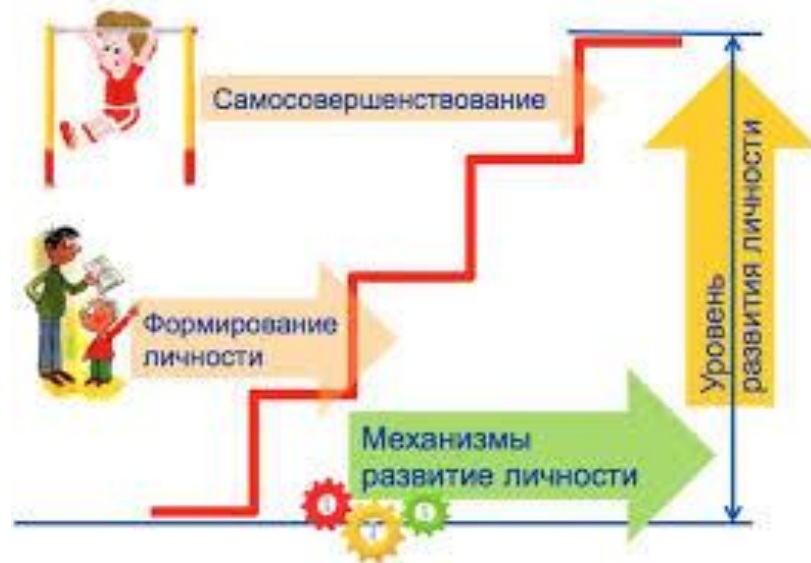 Самосовершенствование
Формирование
личности
Механизмы
развитие личности
Уровень
развития личности